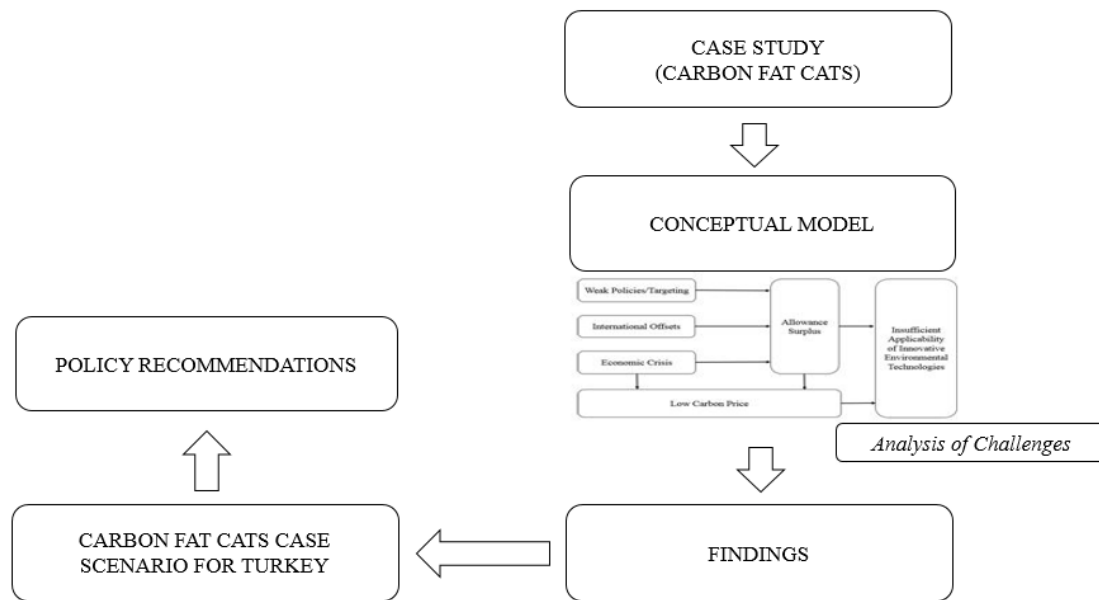 CASE STUDY
(CARBON FAT CATS)
CONCEPTUAL MODEL
Weak Policies/Targeting
International Offsets
Economic Crisis
Allowance
Surplus
Insufficient
Applicability
of Innovative
Environmental
Technologies
Low Carbon Price
Analysis of Challenges
FINDINGS
CARBON FAT CATS CASE
SCENARIO FOR TURKEY
POLICY RECOMMENDATIONS